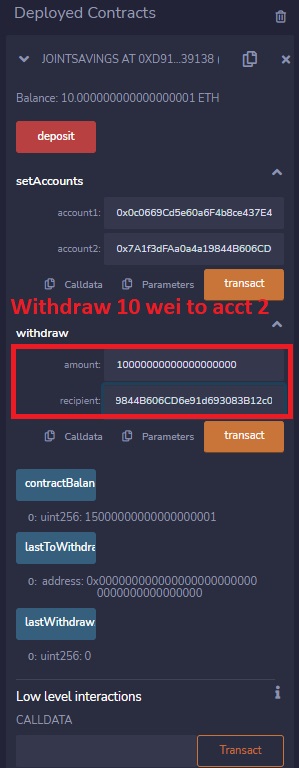 Deployed Contracts
JOINTSAVINGS AT 0XD91...39138 (
Balance: 10.000000000000000001 ETH
deposit
setAccounts
account1: 0x0c0669Cd5e60a6F4b8ce437E4
account2: 0x7A1f3dFAa0a4a19844B606CD
Calldata Parameters transact
Withdraw 10 wei to acct 2
withdraw
amount: 10000000000000000000
recipient: 9844B606CD6e91d693083B12c0
Calldata Parameters transact
contractBalan
0: uint256: 15000000000000000001
lastToWithdra
0: address: 0x0000000000000000000000000
000000000000000
lastWithdraw
0: uint256: 0
Low level interactions
CALLDATA
Transact